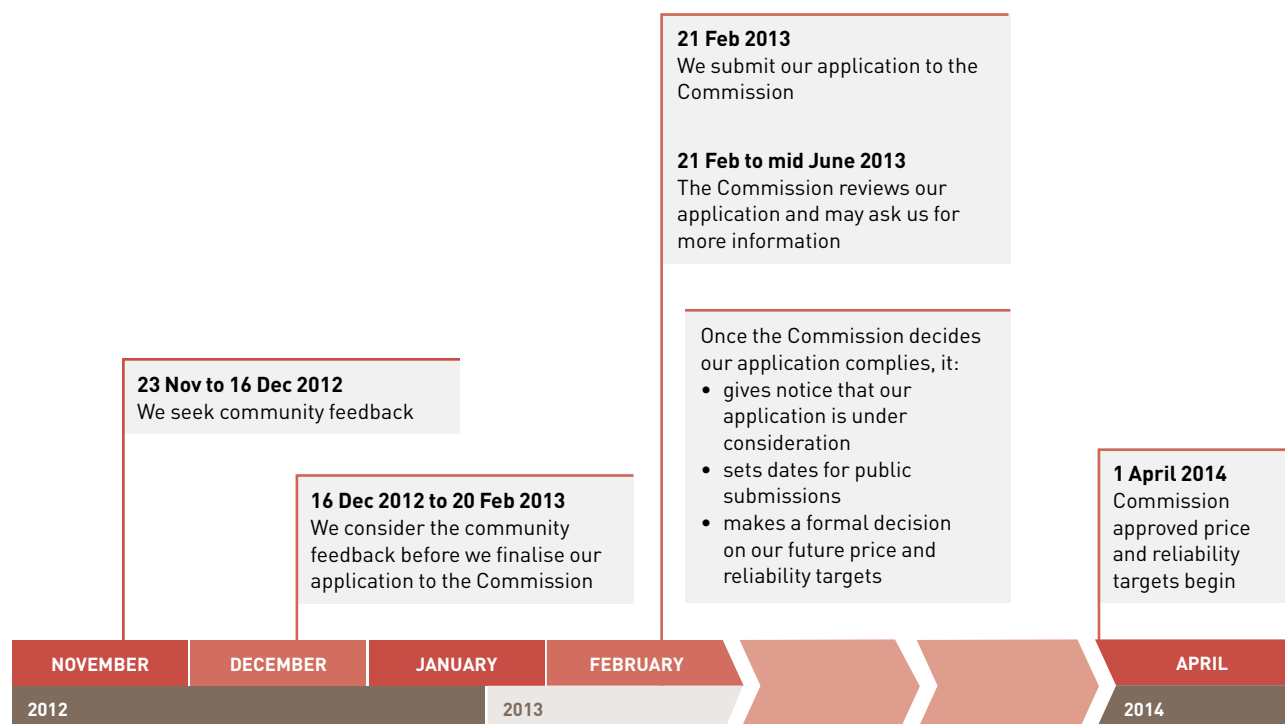 23 Nov to 16 Dec 2012
We seek community feedback
16 Dec 2012 to 20 Feb 2013
We consider the community
feedback before we finalise our
application to the Commission
21 Feb 2013
We submit our application to the
Commission
21 Feb to mid June 2013
The Commission reviews our
application and may ask us for
more information
Once the Commission decides
our application complies, it:
• gives notice that our
application is under
consideration
• sets dates for public
submissions
• makes a formal decision
on our future price and
reliability targets
1 April 2014
Commission
approved price
and reliability
targets begin
NOVEMBER DECEMBER JANUARY FEBRUARY APRIL
2012 2013 2014